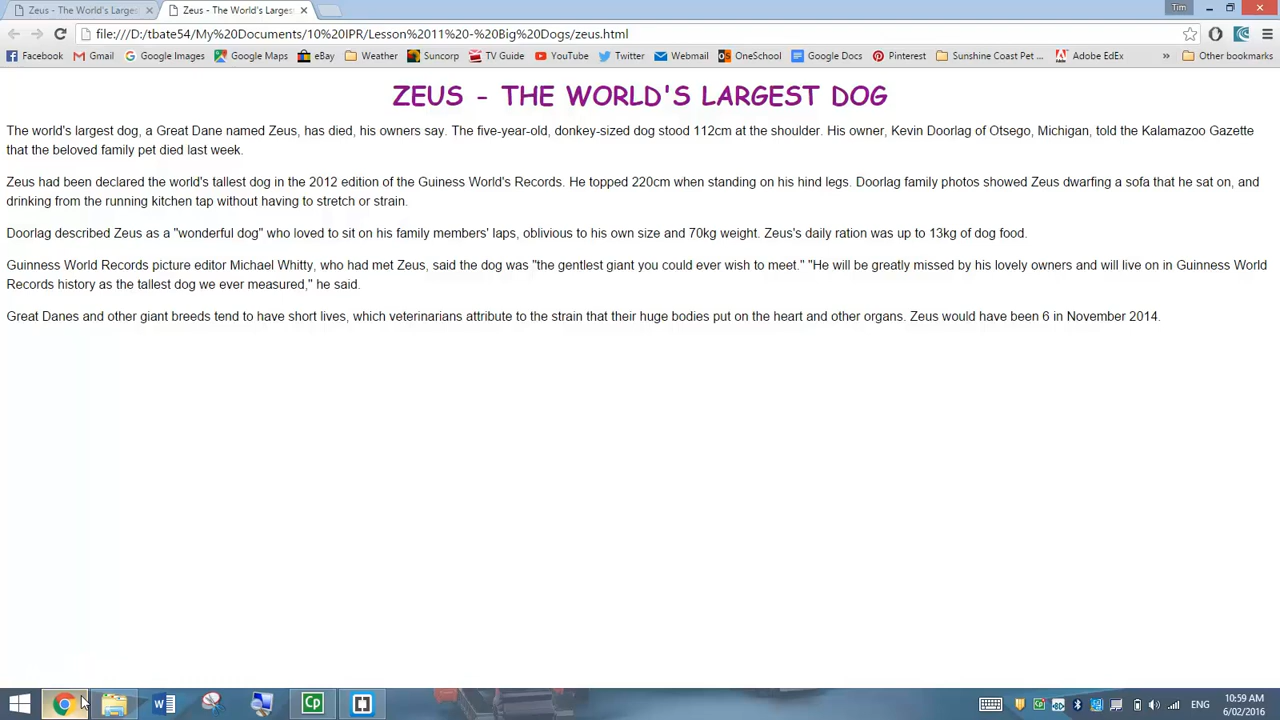 Zeus - The World's Larges
Zeus - The World's Larges
Tim
file:///D:/tbate54/My%20Documents/10%20IPR/Lesson%2011%20-%20Big%20Dogs/zeus.html
Facebook Gmail Google Images Google Maps eBay Weather Suncorp TV Guide YouTube Twitter Webmail OneSchool Google Docs Pinterest Sunshine Coast Pet ... Adobe EdEx » Other bookmarks
ZEUS - THE WORLD'S LARGEST DOG
The world's largest dog, a Great Dane named Zeus, has died, his owners say. The five-year-old, donkey-sized dog stood 112cm at the shoulder. His owner, Kevin Doorlag of Otsego, Michigan, told the Kalamazoo Gazette
that the beloved family pet died last week.
Zeus had been declared the world's tallest dog in the 2012 edition of the Guiness World's Records. He topped 220cm when standing on his hind legs. Doorlag family photos showed Zeus dwarfing a sofa that he sat on, and
drinking from the running kitchen tap without having to stretch or strain.
Doorlag described Zeus as a "wonderful dog" who loved to sit on his family members' laps, oblivious to his own size and 70kg weight. Zeus's daily ration was up to 13kg of dog food.
Guinness World Records picture editor Michael Whitty, who had met Zeus, said the dog was "the gentlest giant you could ever wish to meet." "He will be greatly missed by his lovely owners and will live on in Guinness World
Records history as the tallest dog we ever measured," he said.
Great Danes and other giant breeds tend to have short lives, which veterinarians attribute to the strain that their huge bodies put on the heart and other organs. Zeus would have been 6 in November 2014.
Cp
ENG
10:59 AM
6/02/2016